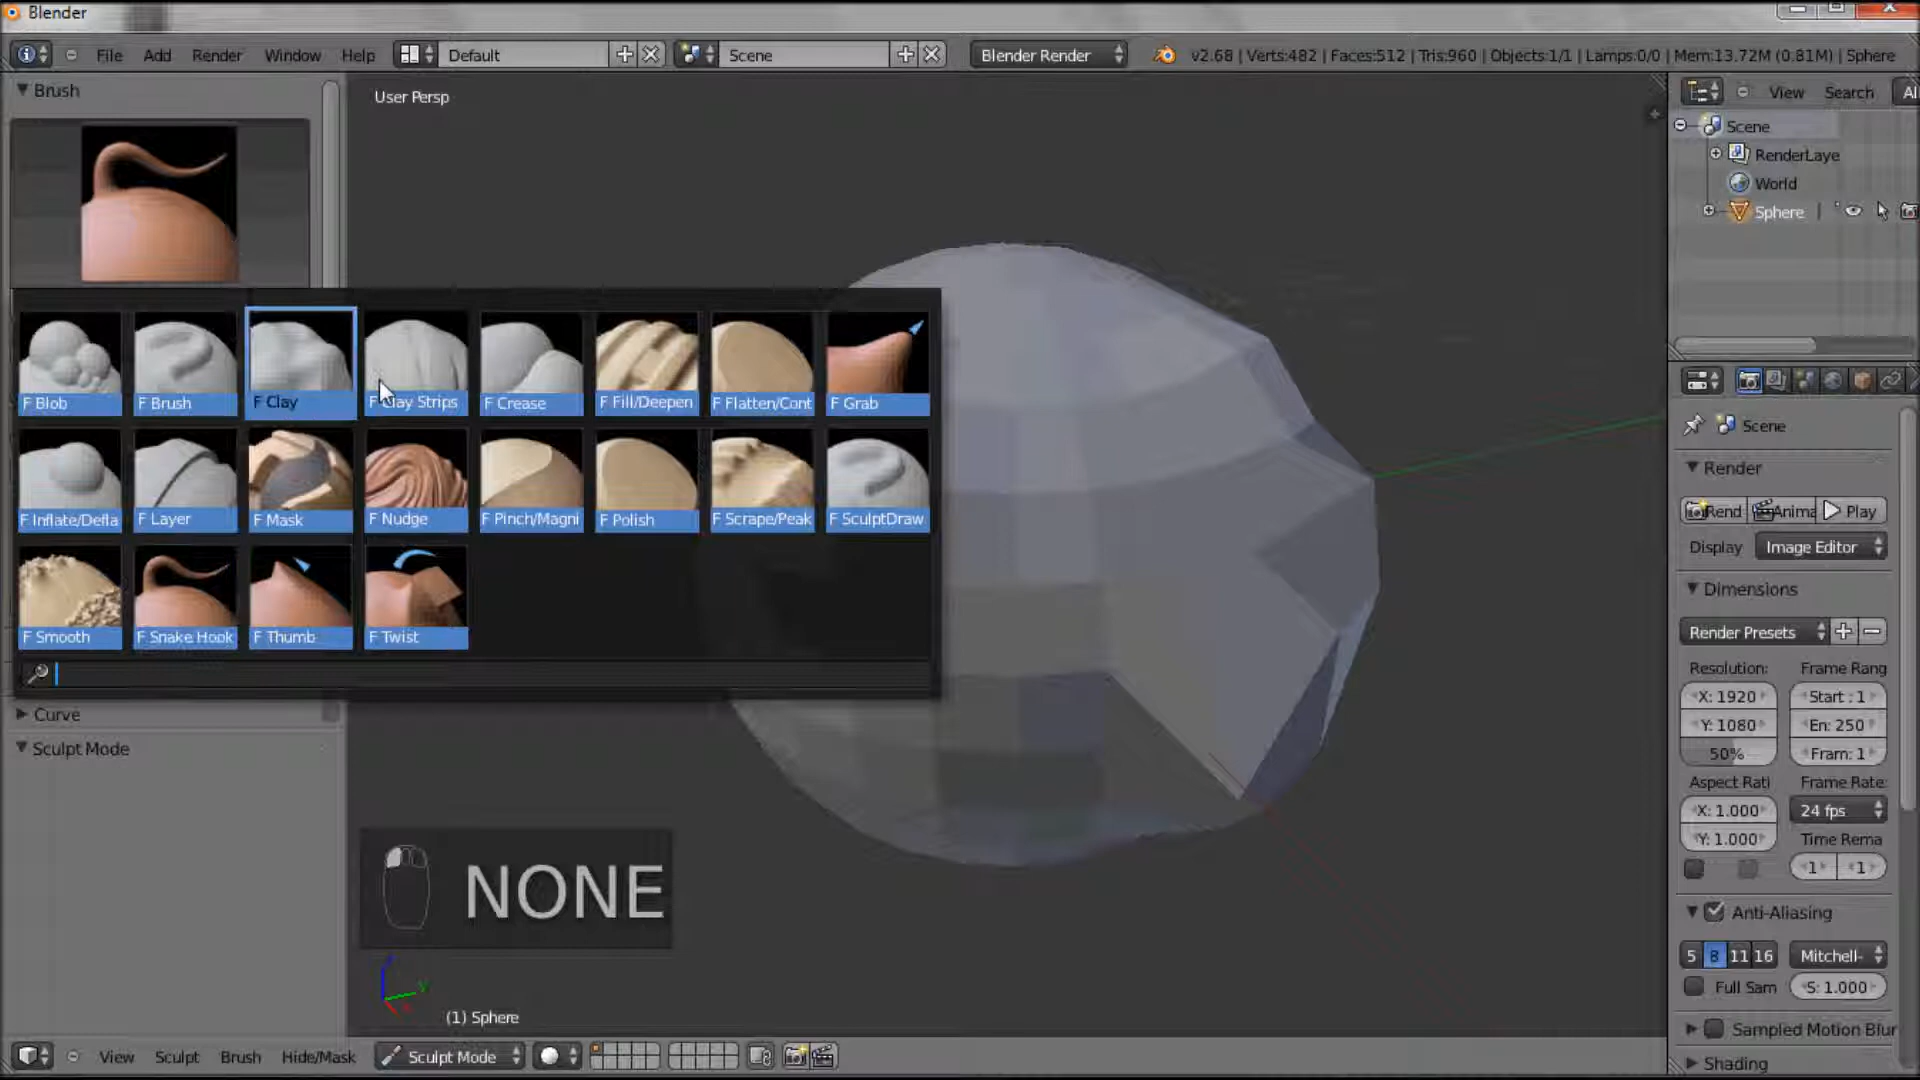 Blender
File Add Render Window Help Default Scene Blender Render v2.68 | Verts:482 | Faces:512 | Tris:960 | Objects:1/1 | Lamps:0/0 | Mem:13.72M (0.81M) | Sphere
Brush
User Persp
View Search Al
Scene
RenderLaye
World
Sphere
F Blob F Brush F Clay F Clay Strips F Crease F Fill/Deepen F Flatten/Cont F Grab
F Inflate/Defla F Layer F Mask F Nudge F Pinch/Magni F Polish F Scrape/Peak F SculptDraw
F Smooth F Snake Hook F Thumb F Twist
Curve
Sculpt Mode
Scene
Render
Rend Anima Play
Display Image Editor
Dimensions
Render Presets
Resolution: Frame Rang
X: 1920 Start : 1
Y: 1080 En: 250
50% Fram: 1
Aspect Rati Frame Rate:
X: 1.000 24 fps
Y: 1.000 Time Rema
1 1
Anti-Aliasing
5 8 11 16 Mitchell-
Full Sam S: 1.000
Sampled Motion Blur
Shading
NONE
y
(1) Sphere
View Sculpt Brush Hide/Mask Sculpt Mode